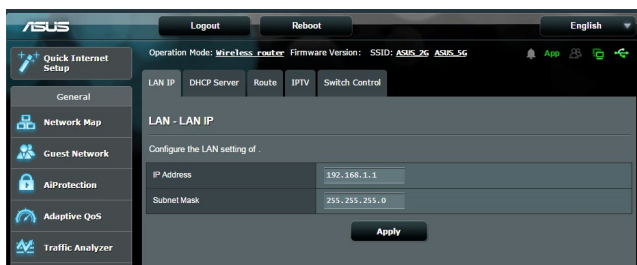 ASUS
Logout
Reboot
English
Quick Internet
Setup
Operation Mode: Wireless router Firmware Version: SSID: ASUS_2G ASUS_5G
App
General
LAN IP
DHCP Server
Route
IPTV
Switch Control
Network Map
LAN - LAN IP
Guest Network
Configure the LAN setting of .
AiProtection
IP Address
192.168.1.1
Subnet Mask
255.255.255.0
Adaptive QoS
Apply
Traffic Analyzer